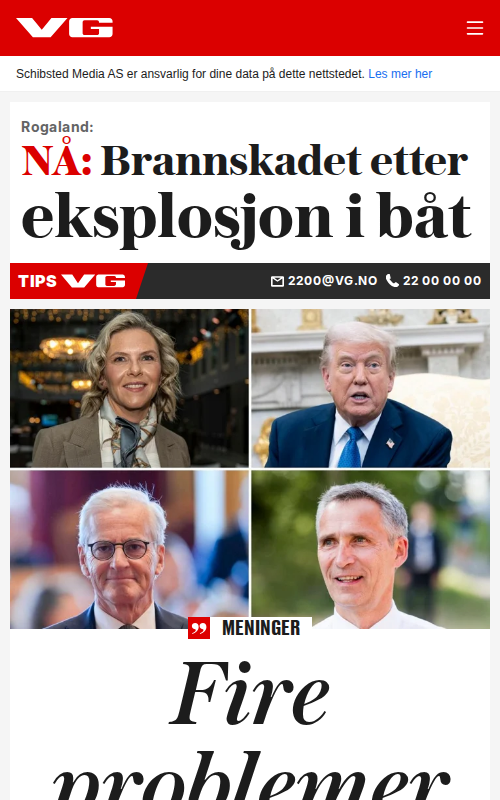 VG
Schibsted Media AS er ansvarlig for dine data på dette nettstedet. Les mer her
Rogaland:
NÅ: Brannskadet etter
eksplosjon i båt
TIPS VG 2200@VG.NO 22 00 00 00
MENINGER
Fire
problemer